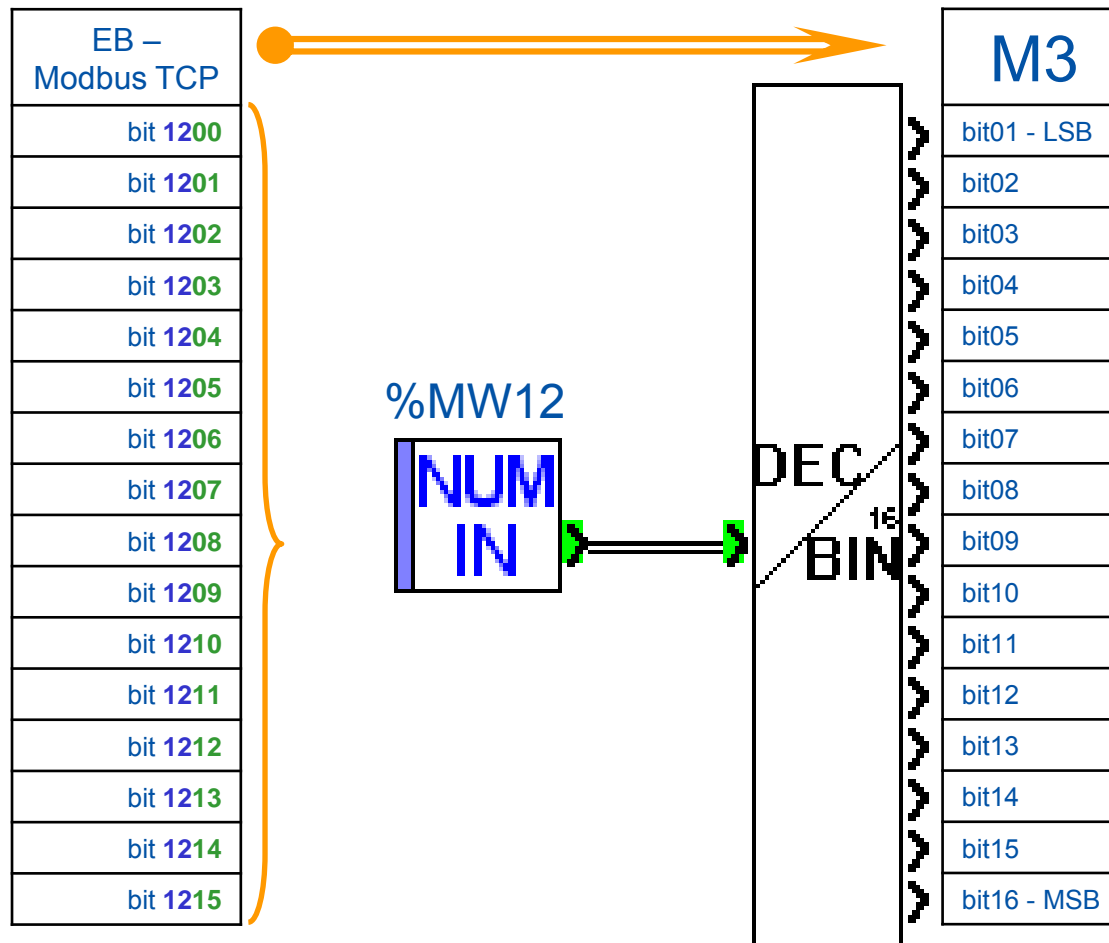 EB –
Modbus TCP
bit 1200
bit 1201
bit 1202
bit 1203
bit 1204
bit 1205
bit 1206
bit 1207
bit 1208
bit 1209
bit 1210
bit 1211
bit 1212
bit 1213
bit 1214
bit 1215
%MW12
NUM
IN
DEC
16
BIN
M3
bit01 - LSB
bit02
bit03
bit04
bit05
bit06
bit07
bit08
bit09
bit10
bit11
bit12
bit13
bit14
bit15
bit16 - MSB